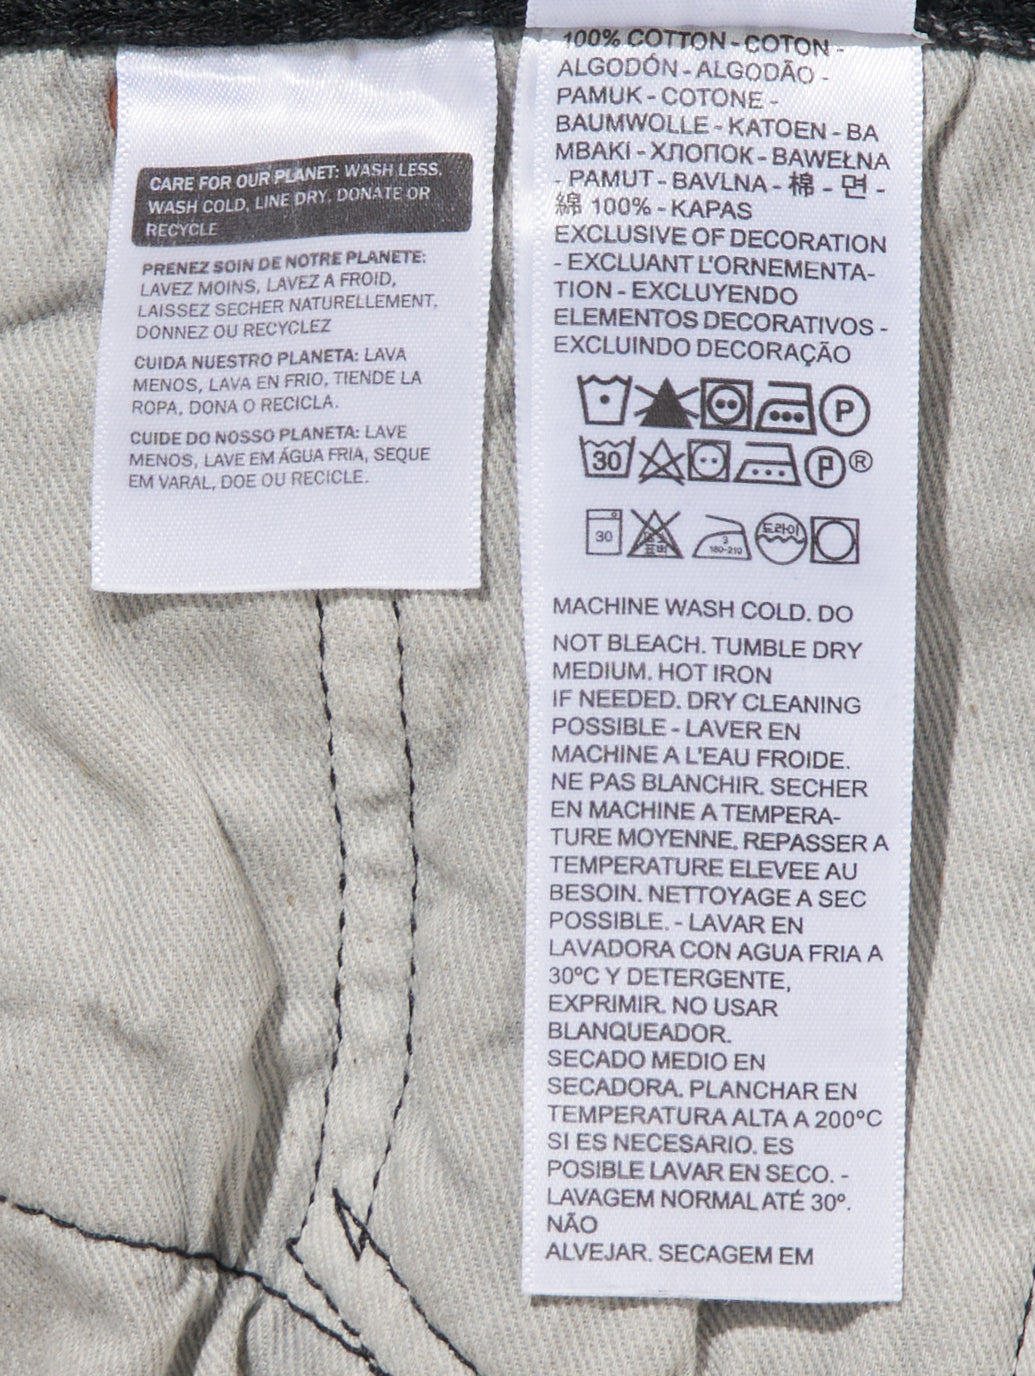 CARE FOR OUR PLANET: WASH LESS,
WASH COLD, LINE DRY, DONATE OR
RECYCLE
PRENEZ SOIN DE NOTRE PLANETE:
LAVEZ MOINS, LAVEZ A FROID,
LAISSEZ SECHER NATURELLEMENT,
DONNEZ OU RECYCLEZ
CUIDA NUESTRO PLANETA: LAVA
MENOS, LAVA EN FRIO, TIENDE LA
ROPA, DONA O RECICLA.
CUIDE DO NOSSO PLANETA: LAVE
MENOS, LAVE EM ÁGUA FRIA, SEQUE
EM VARAL, DOE OU RECICLE.
100% COTTON - COTON -
ALGODÓN - ALGODÃO -
PAMUK - COTONE -
BAUMWOLLE - KATOEN - BA
MBAKI - ХЛОПОК - BAWEŁNA
- PAMUT - BAVLNA - 棉 - 면 -
綿 100% - KAPAS
EXCLUSIVE OF DECORATION
- EXCLUANT L'ORNEMENTA-
TION - EXCLUYENDO
ELEMENTOS DECORATIVOS -
EXCLUINDO DECORAÇÃO
P
30 P ®
30 3 180-210 드라이
MACHINE WASH COLD. DO
NOT BLEACH. TUMBLE DRY
MEDIUM. HOT IRON
IF NEEDED. DRY CLEANING
POSSIBLE - LAVER EN
MACHINE A L'EAU FROIDE.
NE PAS BLANCHIR. SECHER
EN MACHINE A TEMPERA-
TURE MOYENNE. REPASSER A
TEMPERATURE ELEVEE AU
BESOIN. NETTOYAGE A SEC
POSSIBLE. - LAVAR EN
LAVADORA CON AGUA FRIA A
30ºC Y DETERGENTE,
EXPRIMIR. NO USAR
BLANQUEADOR.
SECADO MEDIO EN
SECADORA. PLANCHAR EN
TEMPERATURA ALTA A 200ºC
SI ES NECESARIO. ES
POSIBLE LAVAR EN SECO. -
LAVAGEM NORMAL ATÉ 30º.
NÃO
ALVEJAR. SECAGEM EM